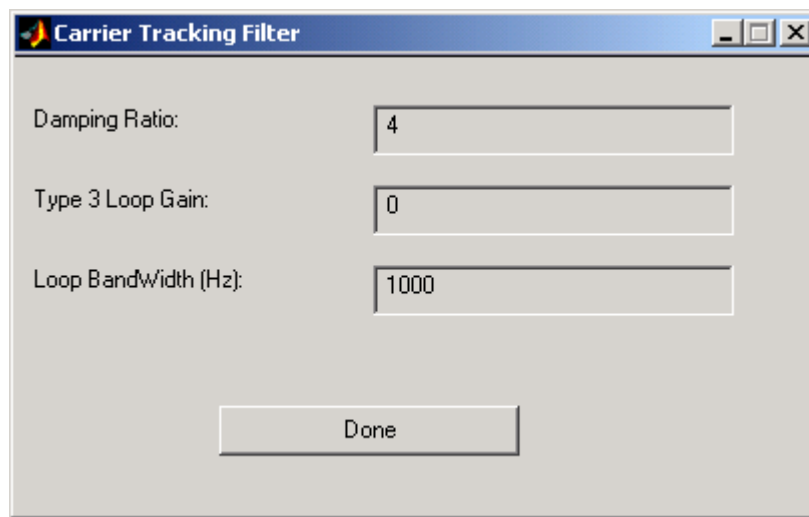 Carrier Tracking Filter
Damping Ratio: 4
Type 3 Loop Gain: 0
Loop BandWidth (Hz): 1000
Done